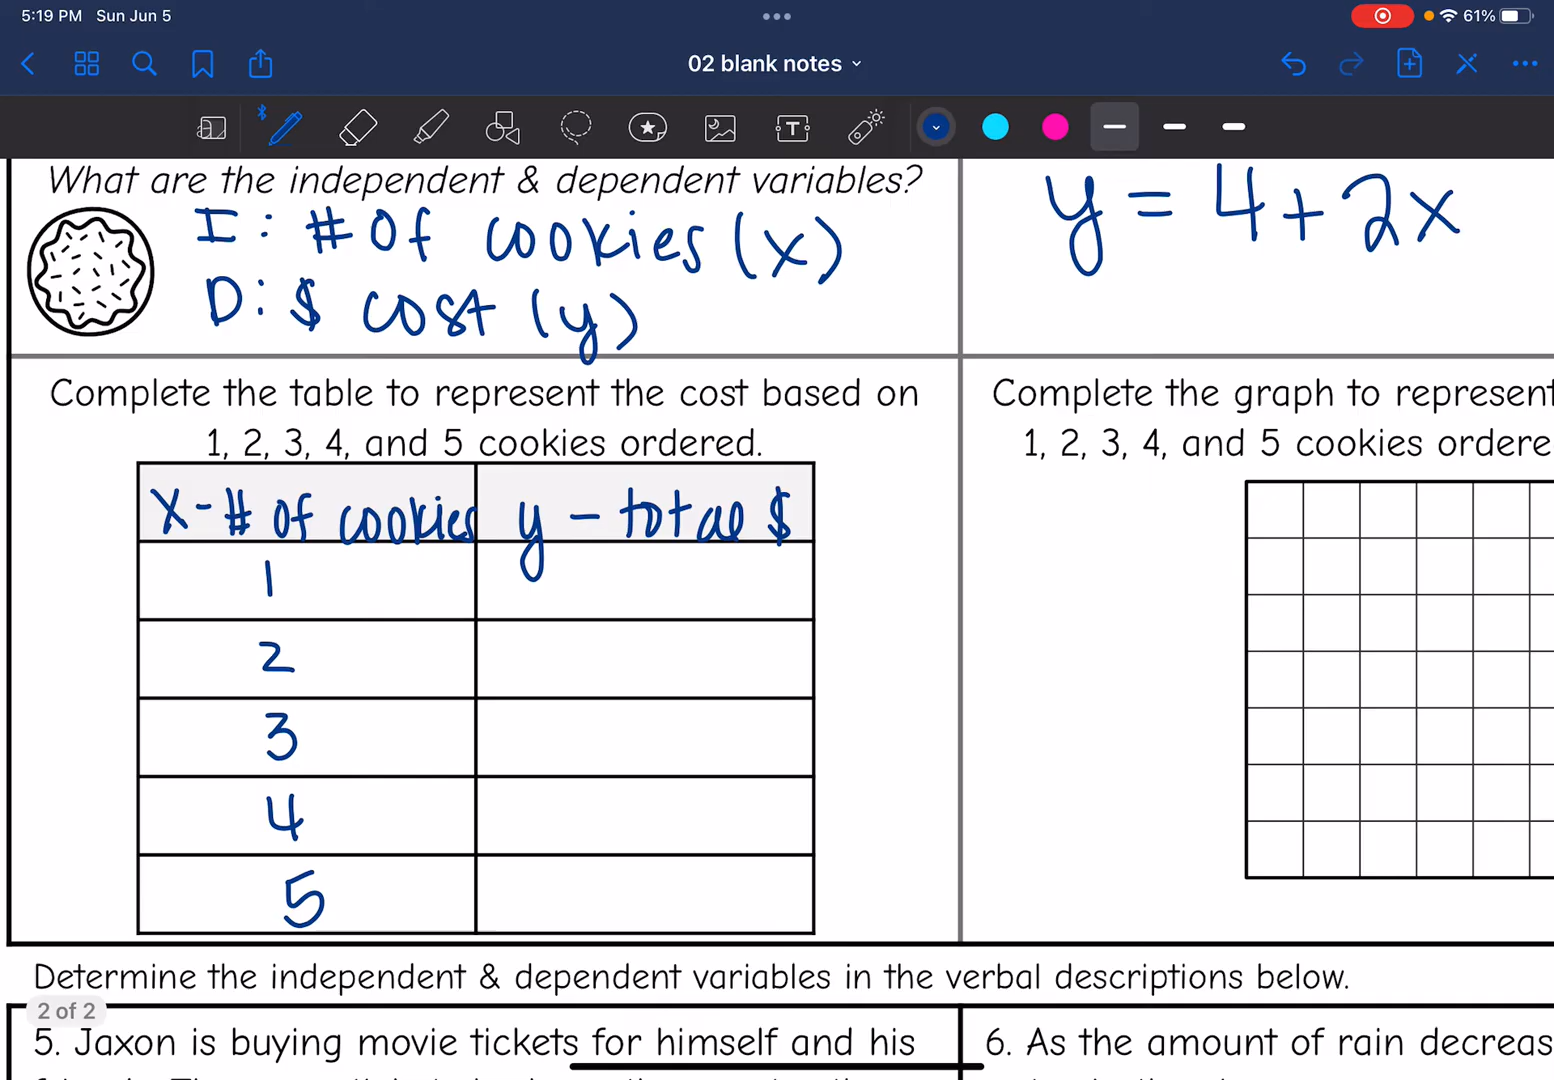 5:19 PM Sun Jun 5
61%
02 blank notes
T
What are the independent & dependent variables?
I: # of cookies (x)
D: $ cost (y)
y = 4 + 2x
Complete the table to represent the cost based on
1, 2, 3, 4, and 5 cookies ordered.
x - # of cookies y - total $
1
2
3
4
5
Complete the graph to represent
1, 2, 3, 4, and 5 cookies ordere
Determine the independent & dependent variables in the verbal descriptions below.
2 of 2
5. Jaxon is buying movie tickets for himself and his
6. As the amount of rain decreas